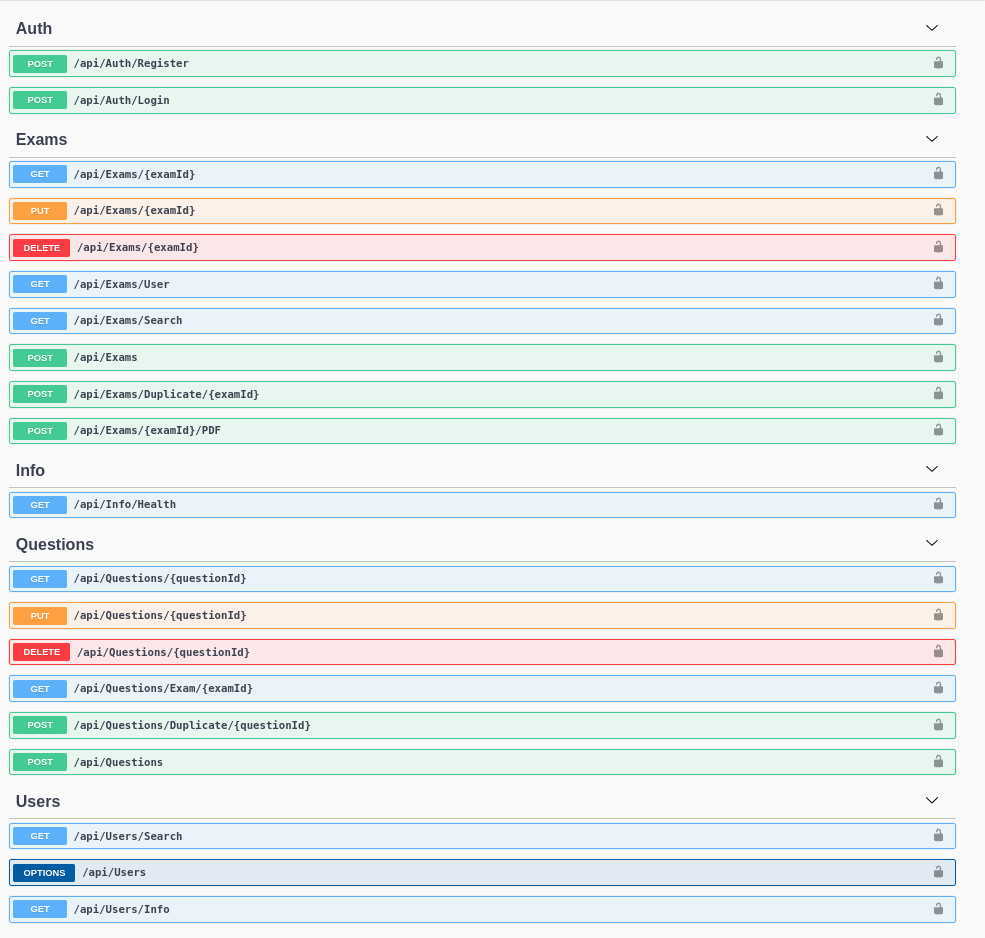 Auth
POST /api/Auth/Register
POST /api/Auth/Login
Exams
GET /api/Exams/{examId}
PUT /api/Exams/{examId}
DELETE /api/Exams/{examId}
GET /api/Exams/User
GET /api/Exams/Search
POST /api/Exams
POST /api/Exams/Duplicate/{examId}
POST /api/Exams/{examId}/PDF
Info
GET /api/Info/Health
Questions
GET /api/Questions/{questionId}
PUT /api/Questions/{questionId}
DELETE /api/Questions/{questionId}
GET /api/Questions/Exam/{examId}
POST /api/Questions/Duplicate/{questionId}
POST /api/Questions
Users
GET /api/Users/Search
OPTIONS /api/Users
GET /api/Users/Info